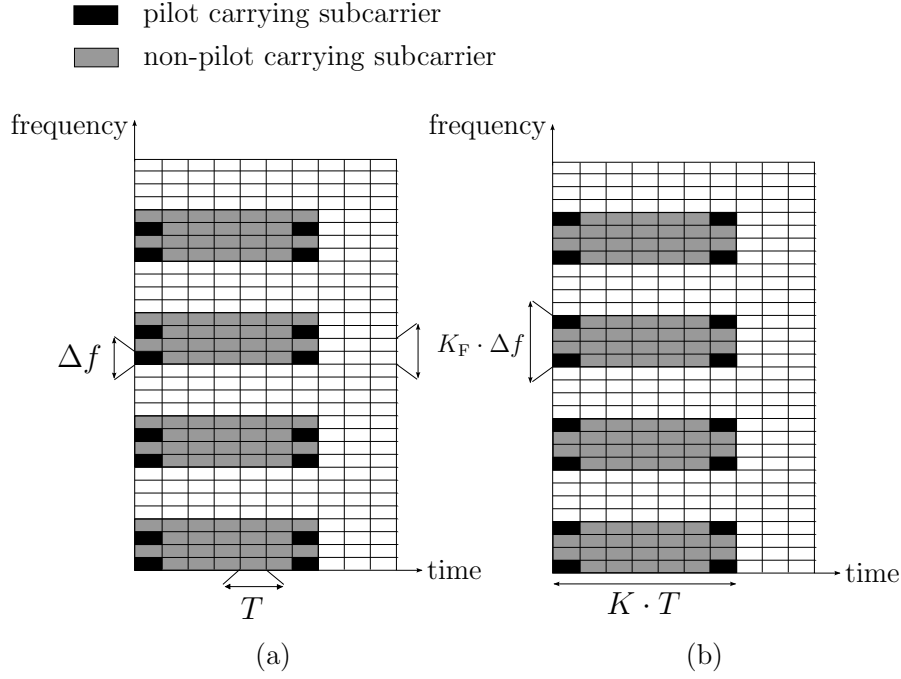 pilot carrying subcarrier
non-pilot carrying subcarrier
frequency
frequency
Δf
K_F · Δf
time
time
T
K · T
(a)
(b)